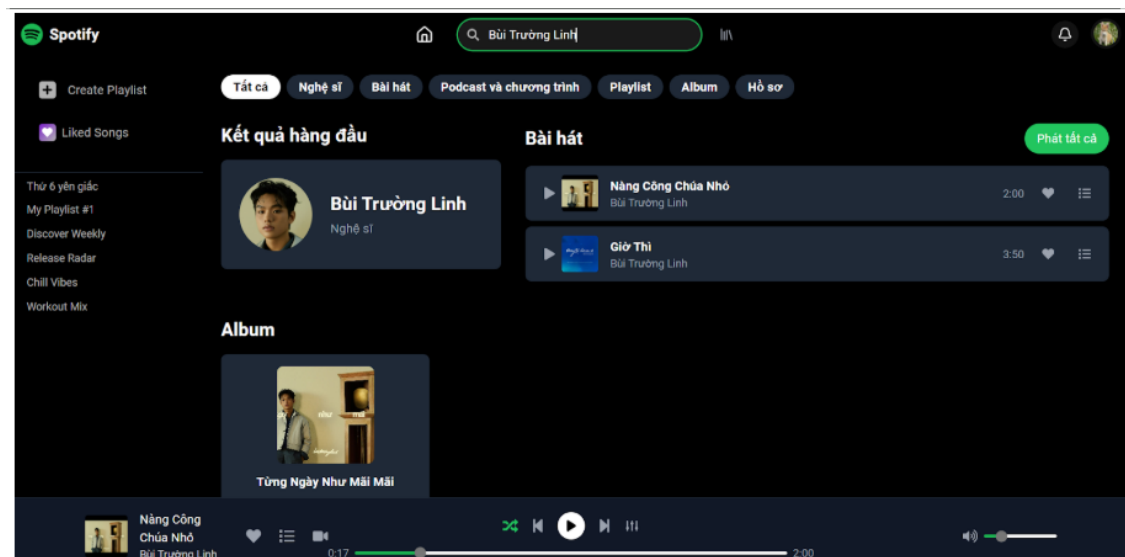 Spotify
Bùi Trường Linh
Create Playlist
Liked Songs
Thứ 6 yên giấc
My Playlist #1
Discover Weekly
Release Radar
Chill Vibes
Workout Mix
Tất cả Nghệ sĩ Bài hát Podcast và chương trình Playlist Album Hồ sơ
Kết quả hàng đầu
Bùi Trường Linh
Nghệ sĩ
Bài hát
Phát tất cả
Nàng Công Chúa Nhỏ
Bùi Trường Linh
2:00
Giờ Thì
Bùi Trường Linh
3:50
Album
như mãi
Từng Ngày Như Mãi Mãi
Nàng Công
Chúa Nhỏ
Bùi Trường Linh
0:17
2:00